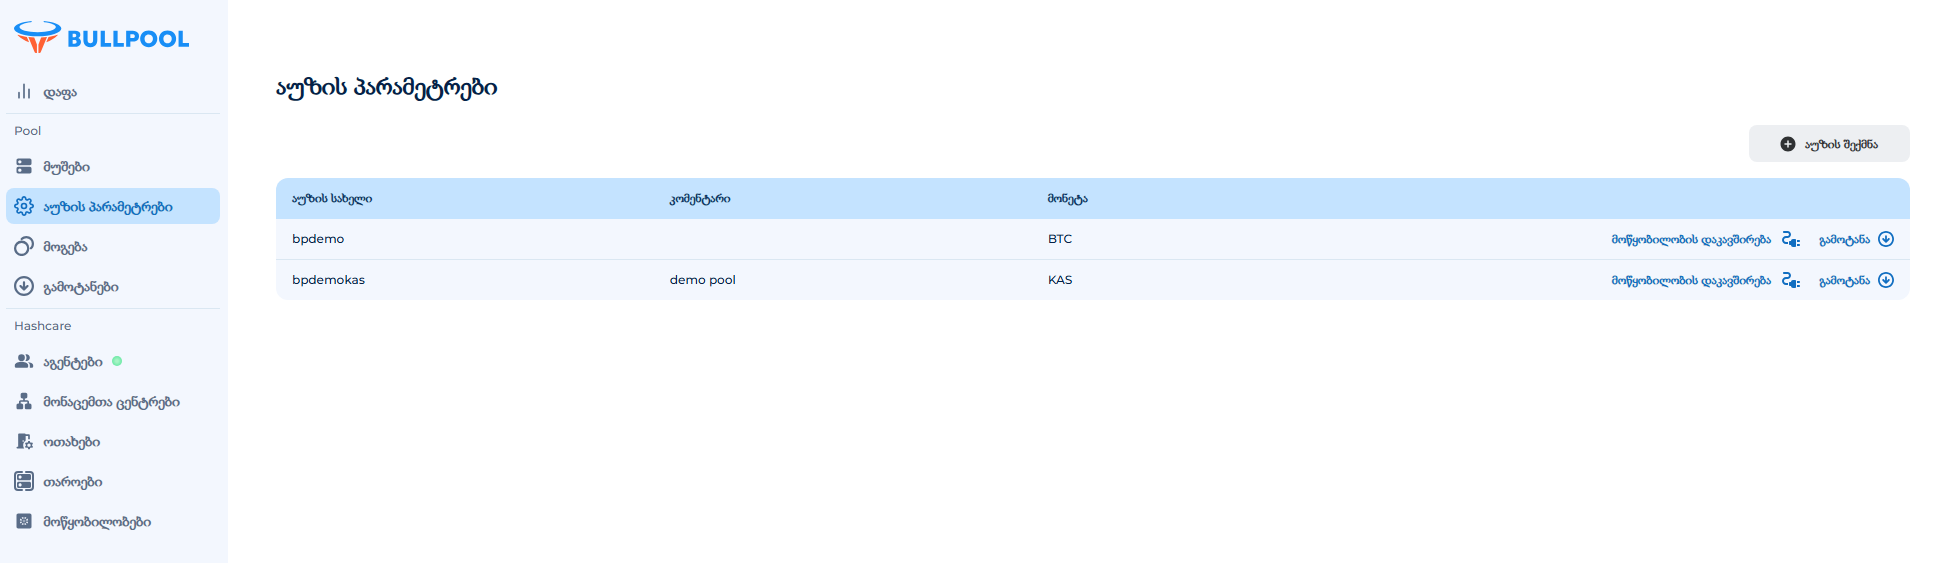 BULLPOOL
დაფა
Pool
მუშები
აუზის პარამეტრები
მოგება
გამოტანები
Hashcare
აგენტები
მონაცემთა ცენტრები
ოთახები
თაროები
მოწყობილობები
აუზის პარამეტრები
აუზის შექმნა
აუზის სახელი კომენტარი მონეტა
bpdemo BTC მოწყობილობის დაკავშირება გამოტანა
bpdemokas demo pool KAS მოწყობილობის დაკავშირება გამოტანა